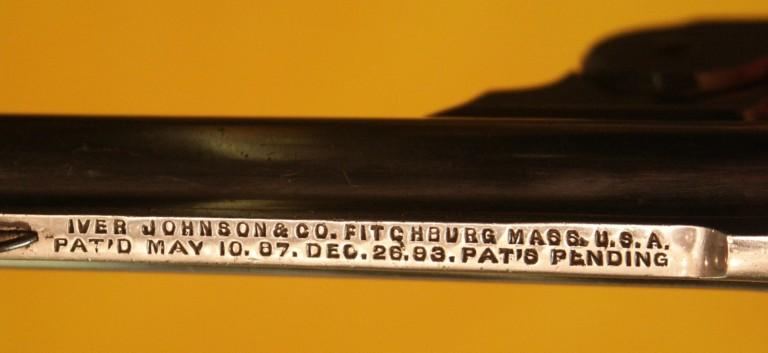 IVER JOHNSON & CO. FITCHBURG MASS. U.S.A.
PAT'D MAY 10. 87. DEC. 26.93. PAT'S PENDING